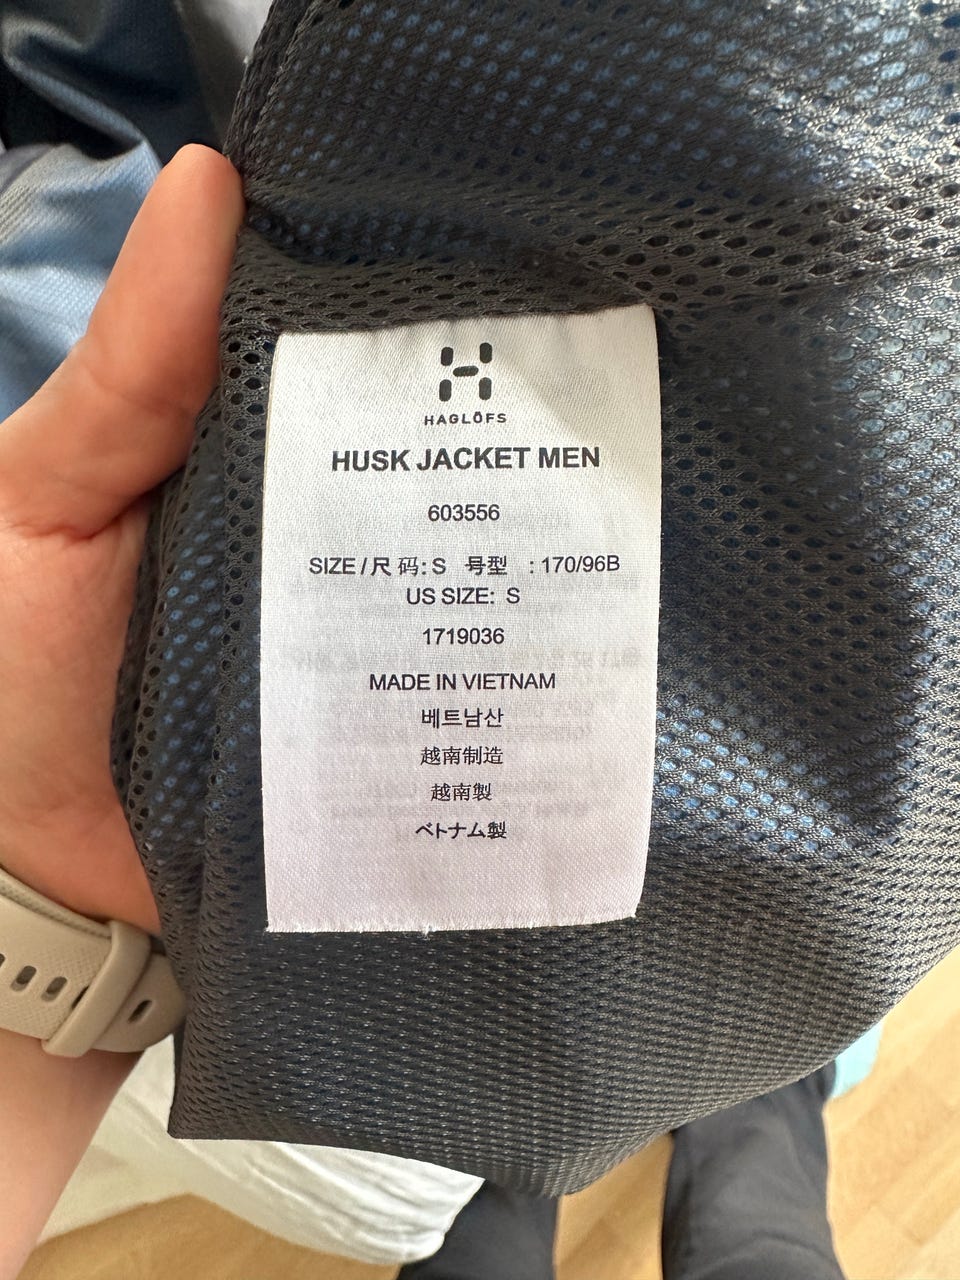 HAGLÖFS
HUSK JACKET MEN
603556
SIZE / 尺 码: S 号型 : 170/96B
US SIZE: S
1719036
MADE IN VIETNAM
베트남산
越南制造
越南製
ベトナム製